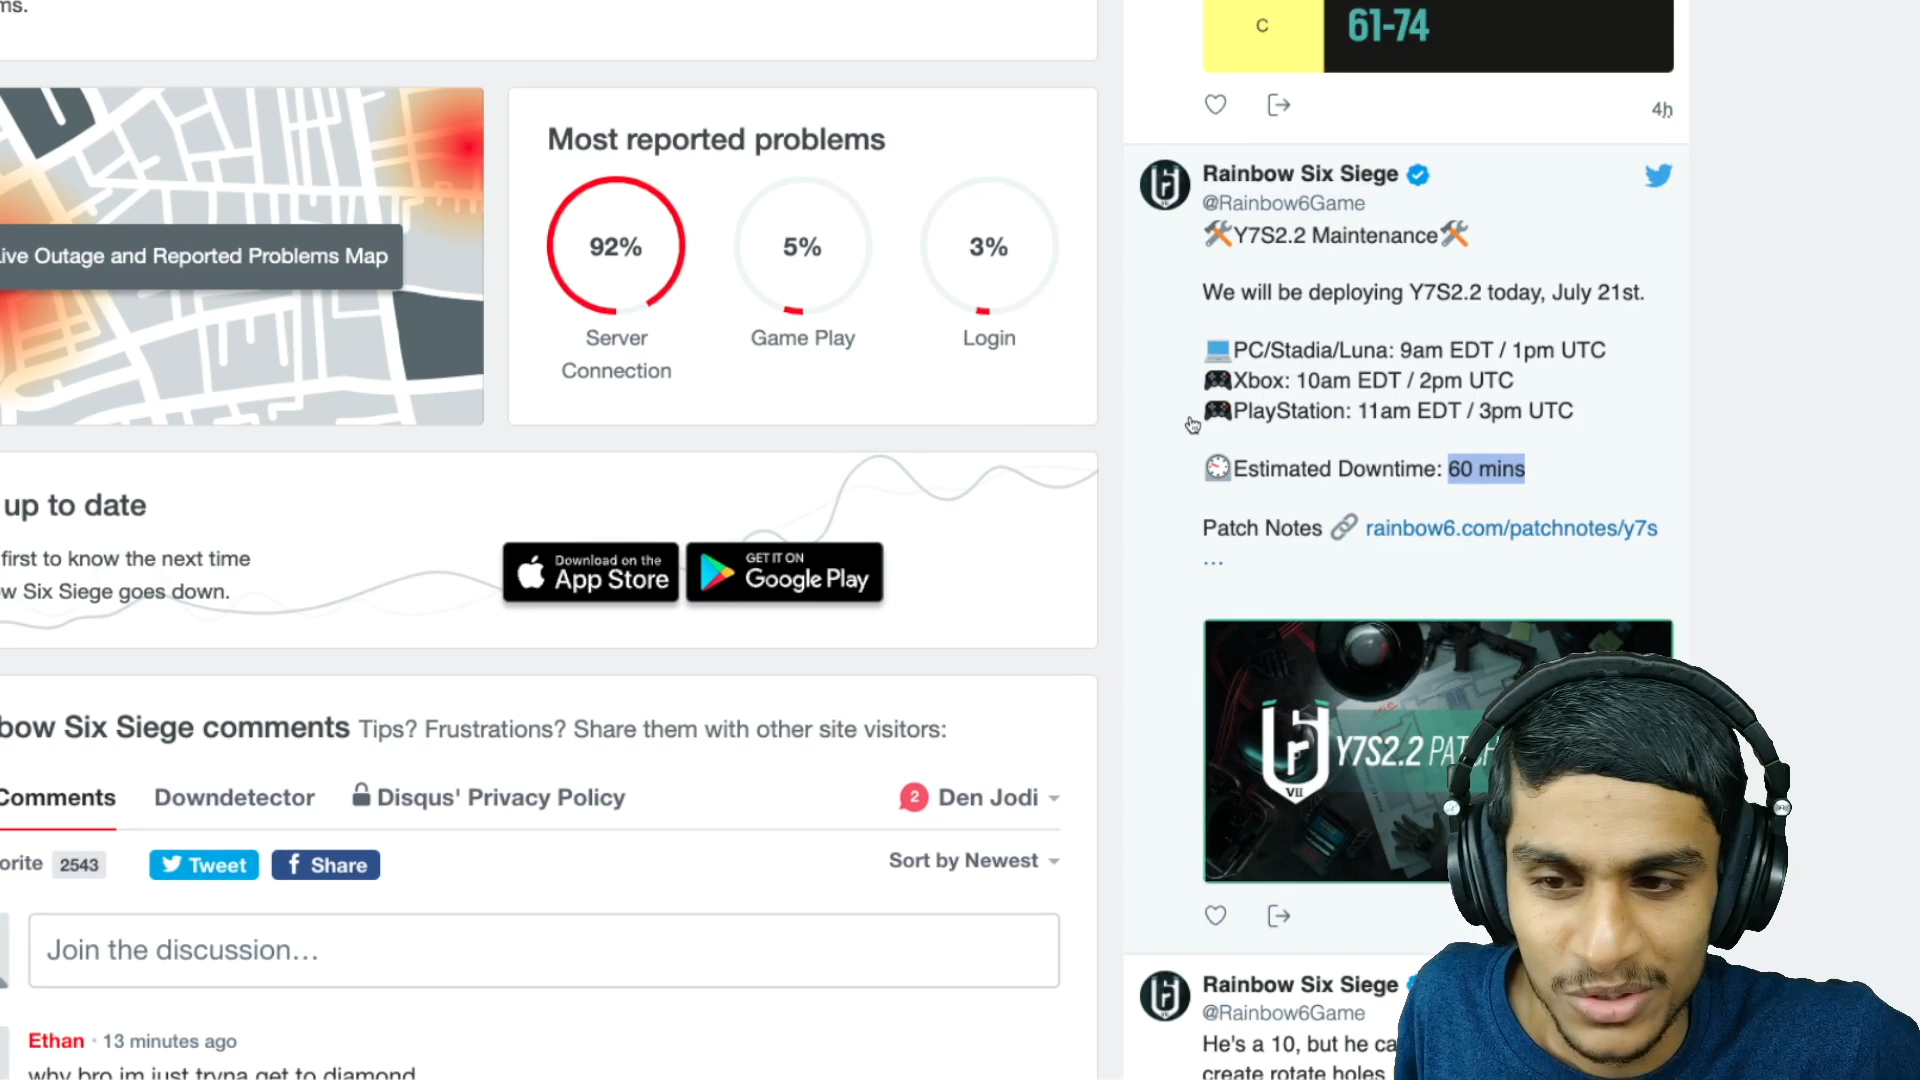 ms.
C
61-74
4h
Live Outage and Reported Problems Map
Most reported problems
92%
5%
3%
Server
Connection
Game Play
Login
Rainbow Six Siege
@Rainbow6Game
Y7S2.2 Maintenance
We will be deploying Y7S2.2 today, July 21st.
PC/Stadia/Luna: 9am EDT / 1pm UTC
Xbox: 10am EDT / 2pm UTC
PlayStation: 11am EDT / 3pm UTC
Estimated Downtime: 60 mins
Patch Notes rainbow6.com/patchnotes/y7s
...
up to date
first to know the next time
w Six Siege goes down.
Download on the
App Store
GET IT ON
Google Play
Y7S2.2 PATCH
VII
bow Six Siege comments Tips? Frustrations? Share them with other site visitors:
Comments
Downdetector
Disqus' Privacy Policy
2
Den Jodi
orite 2543
Tweet
f Share
Sort by Newest
Join the discussion…
Ethan · 13 minutes ago
why bro im just tryna get to diamond
Rainbow Six Siege
@Rainbow6Game
He's a 10, but he ca
create rotate holes